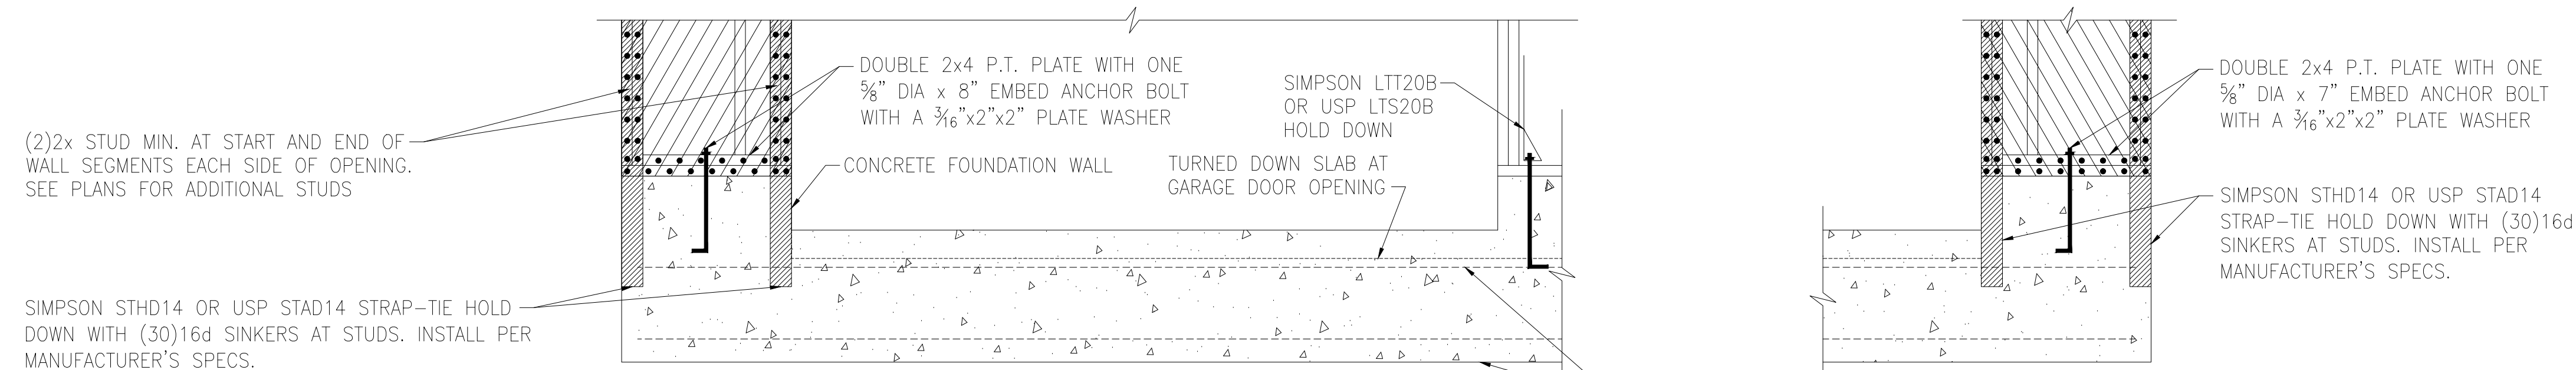 (2)2x STUD MIN. AT START AND END OF
WALL SEGMENTS EACH SIDE OF OPENING.
SEE PLANS FOR ADDITIONAL STUDS
SIMPSON STHD14 OR USP STAD14 STRAP-TIE HOLD
DOWN WITH (30)16d SINKERS AT STUDS. INSTALL PER
MANUFACTURER'S SPECS.
DOUBLE 2x4 P.T. PLATE WITH ONE
5/8" DIA x 8" EMBED ANCHOR BOLT
WITH A 3/16"x2"x2" PLATE WASHER
CONCRETE FOUNDATION WALL
SIMPSON LTT20B
OR USP LTS20B
HOLD DOWN
TURNED DOWN SLAB AT
GARAGE DOOR OPENING
DOUBLE 2x4 P.T. PLATE WITH ONE
5/8" DIA x 7" EMBED ANCHOR BOLT
WITH A 3/16"x2"x2" PLATE WASHER
SIMPSON STHD14 OR USP STAD14
STRAP-TIE HOLD DOWN WITH (30)16d
SINKERS AT STUDS. INSTALL PER
MANUFACTURER'S SPECS.